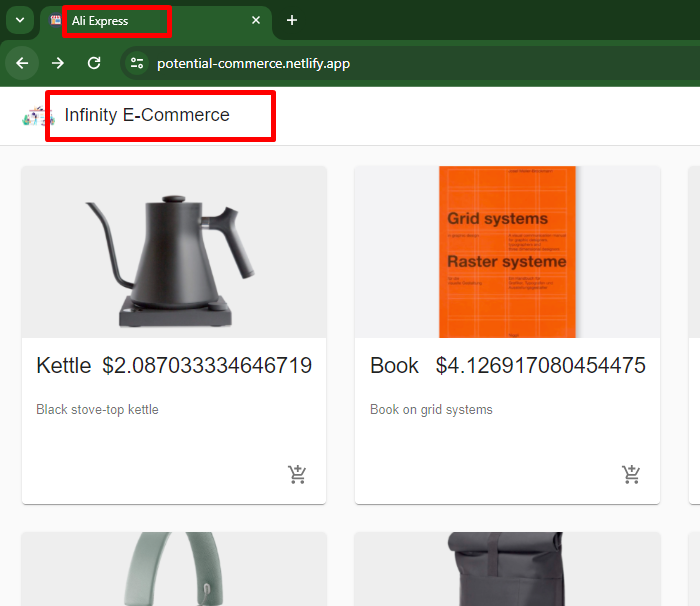 Ali Express
potential-commerce.netlify.app
Infinity E-Commerce
Grid systems
Raster systeme
Kettle $2.087033334646719
Book $4.126917080454475
Black stove-top kettle
Book on grid systems